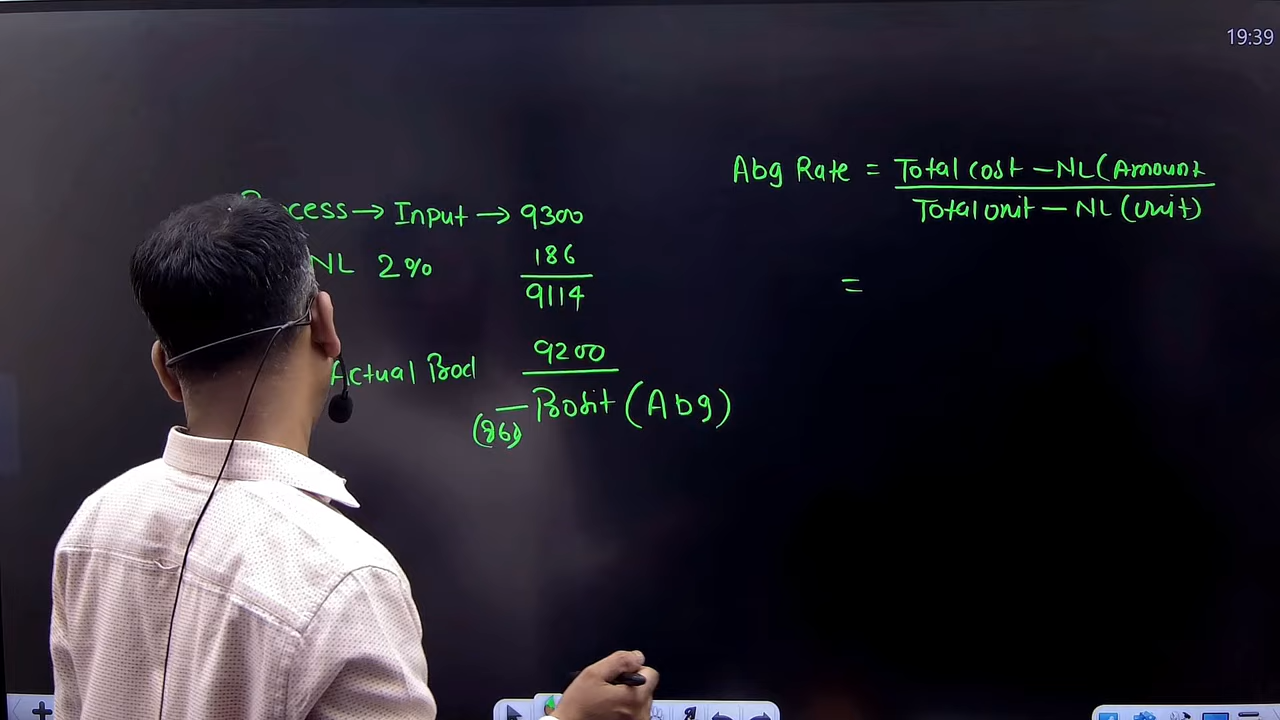 19:39
Abg Rate = Total cost - NL (Amount
Total unit - NL (Unit)
=
Process → Input → 9300
NL 2% 186
9114
Actual Prod 9200
- Profit (Abg)
(86)